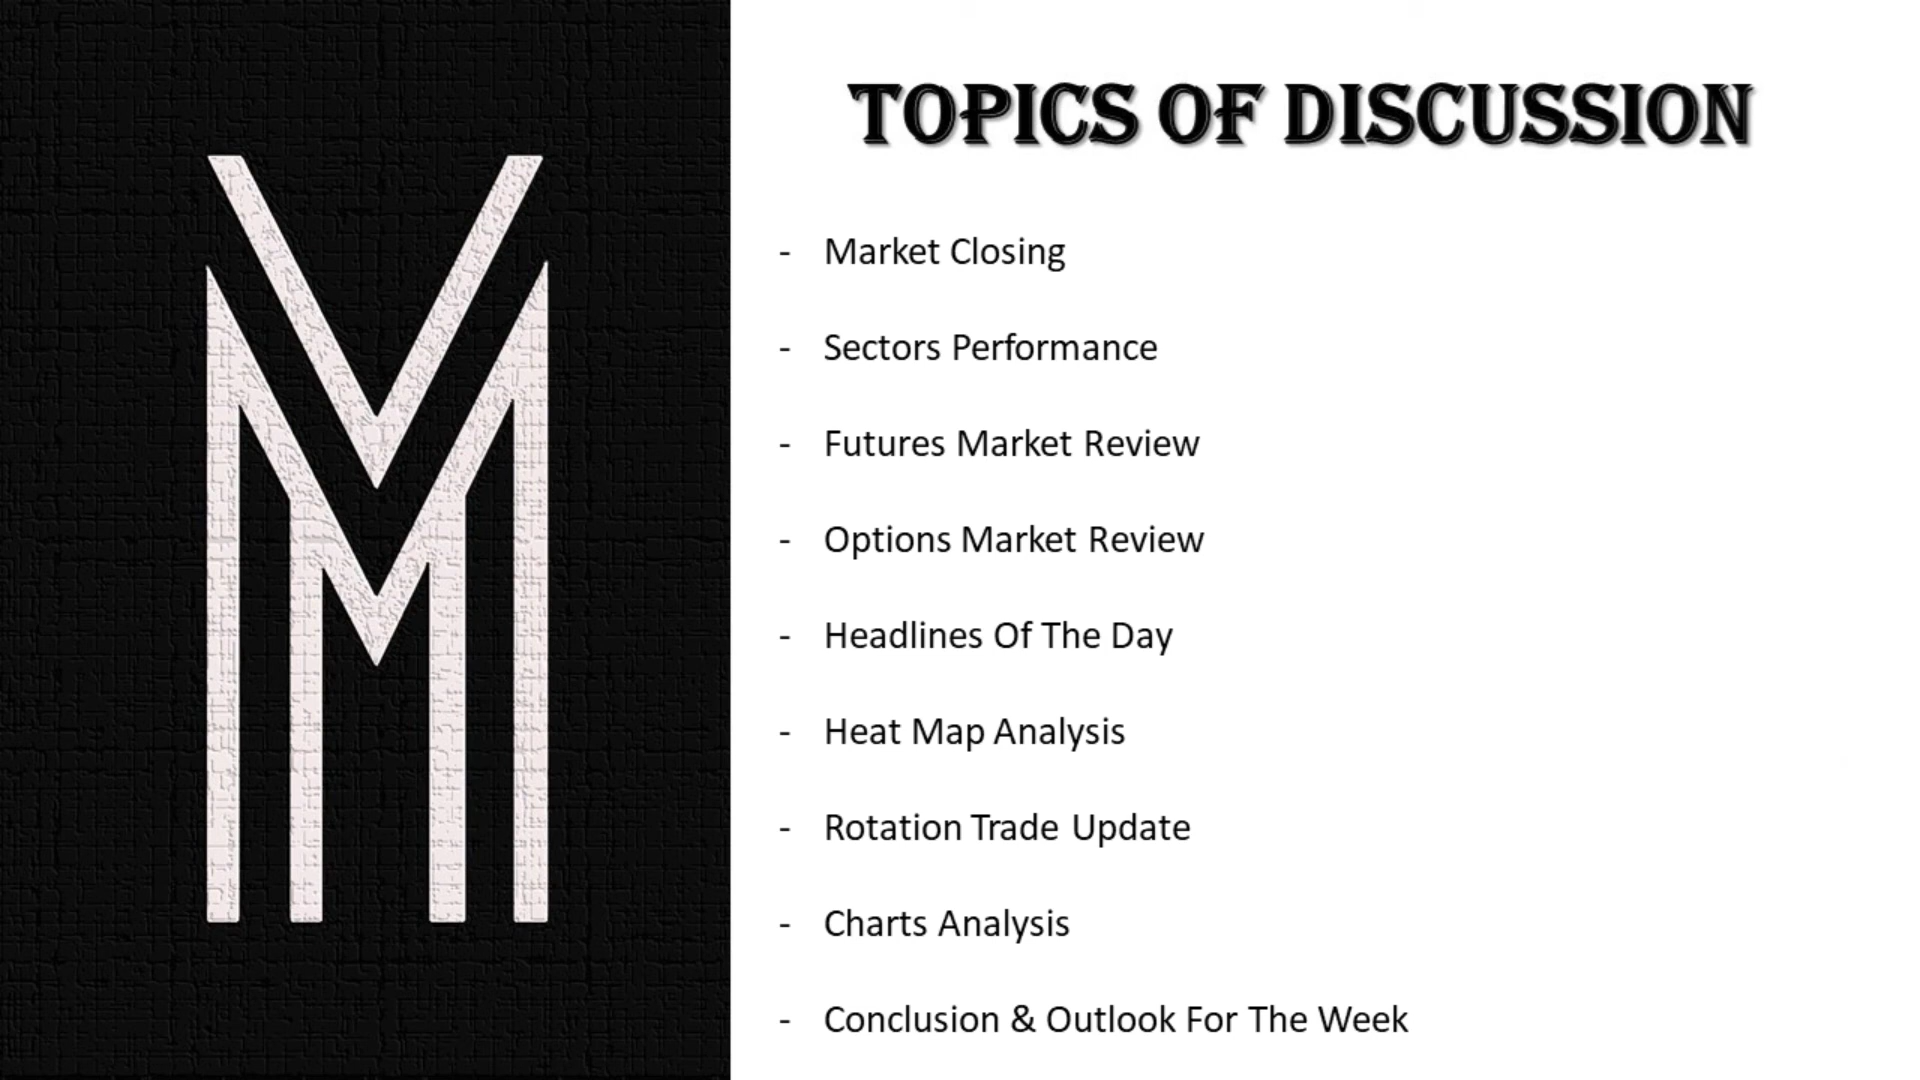 TOPICS OF DISCUSSION
- Market Closing
- Sectors Performance
- Futures Market Review
- Options Market Review
- Headlines Of The Day
- Heat Map Analysis
- Rotation Trade Update
- Charts Analysis
- Conclusion & Outlook For The Week